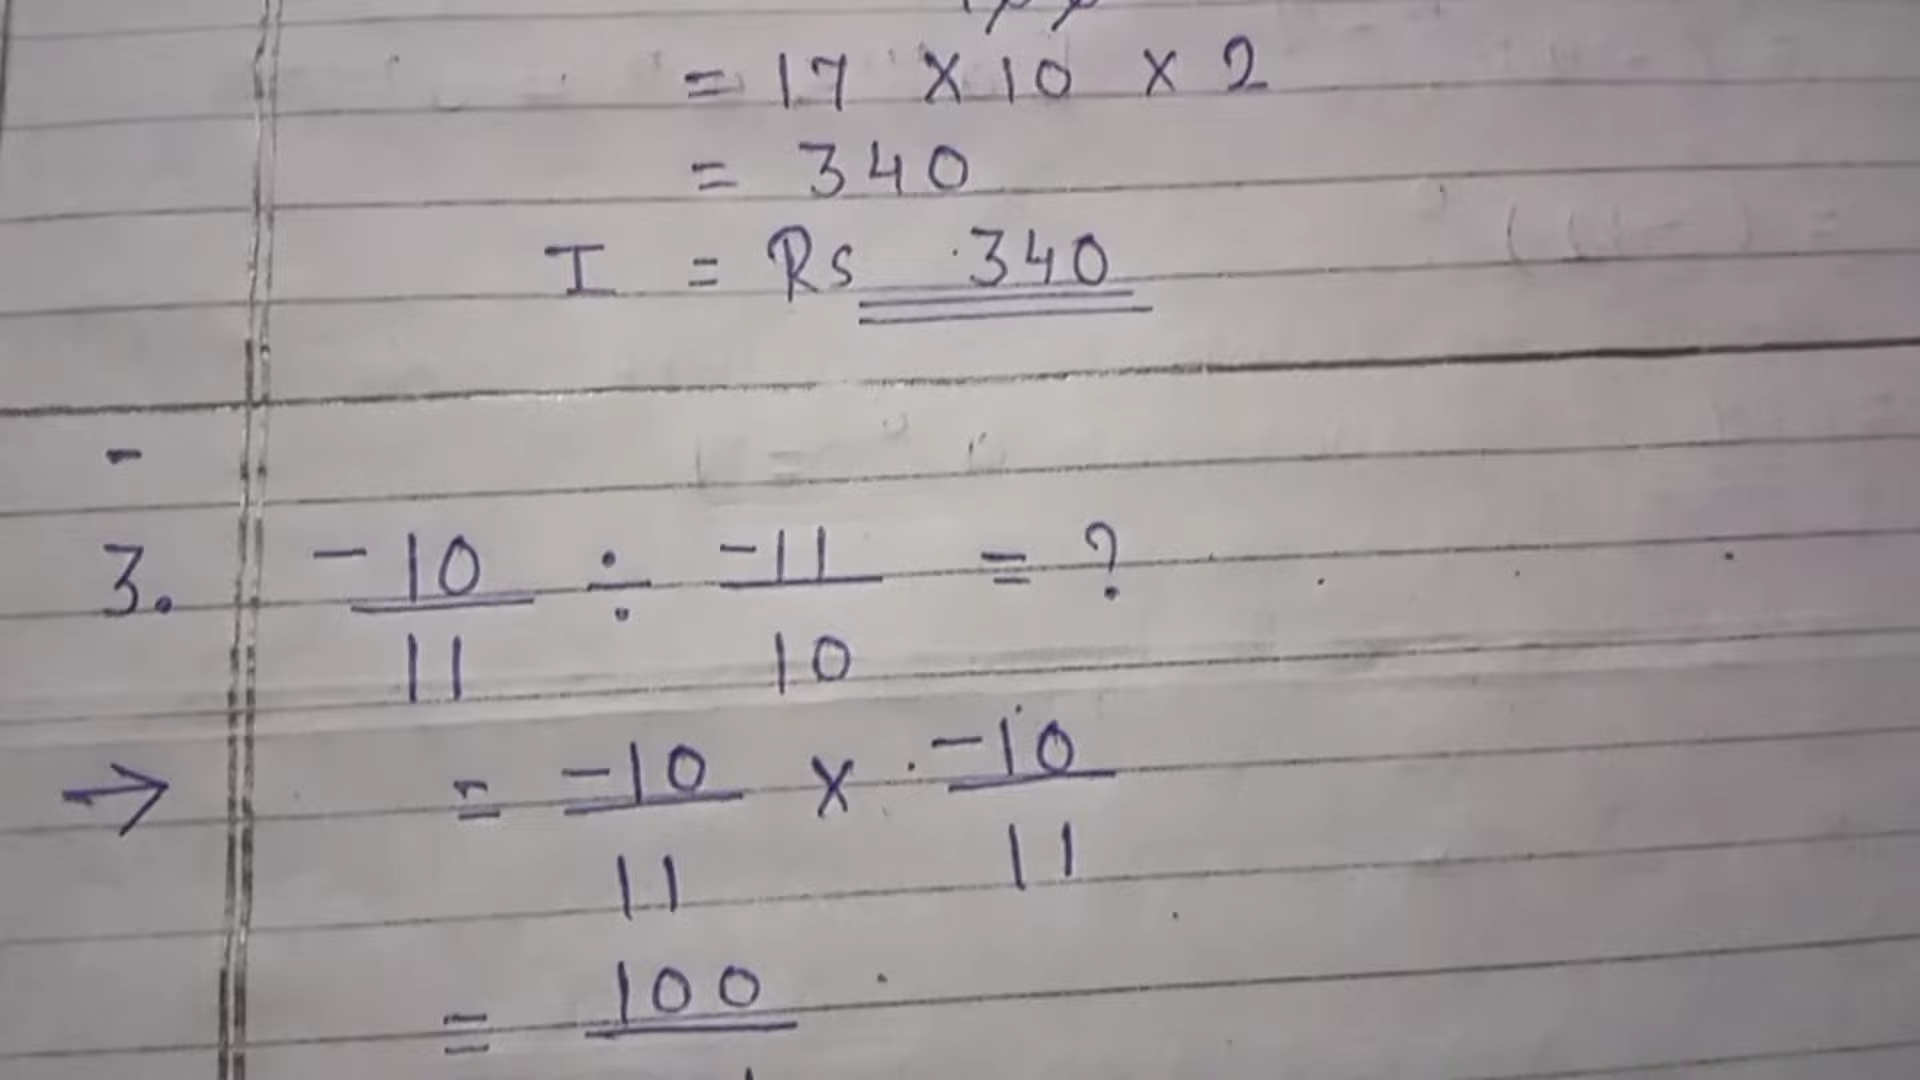 = 17 × 10 × 2
= 340
I = Rs 340
3. -10/11 ÷ -11/10 = ?
→ = -10/11 × -10/11
= 100